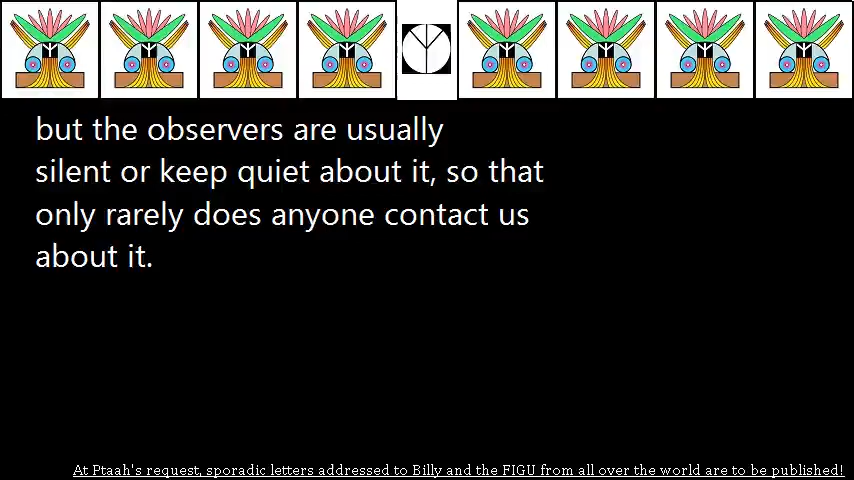 but the observers are usually
silent or keep quiet about it, so that
only rarely does anyone contact us
about it.
At Ptaah's request, sporadic letters addressed to Billy and the FIGU from all over the world are to be published!